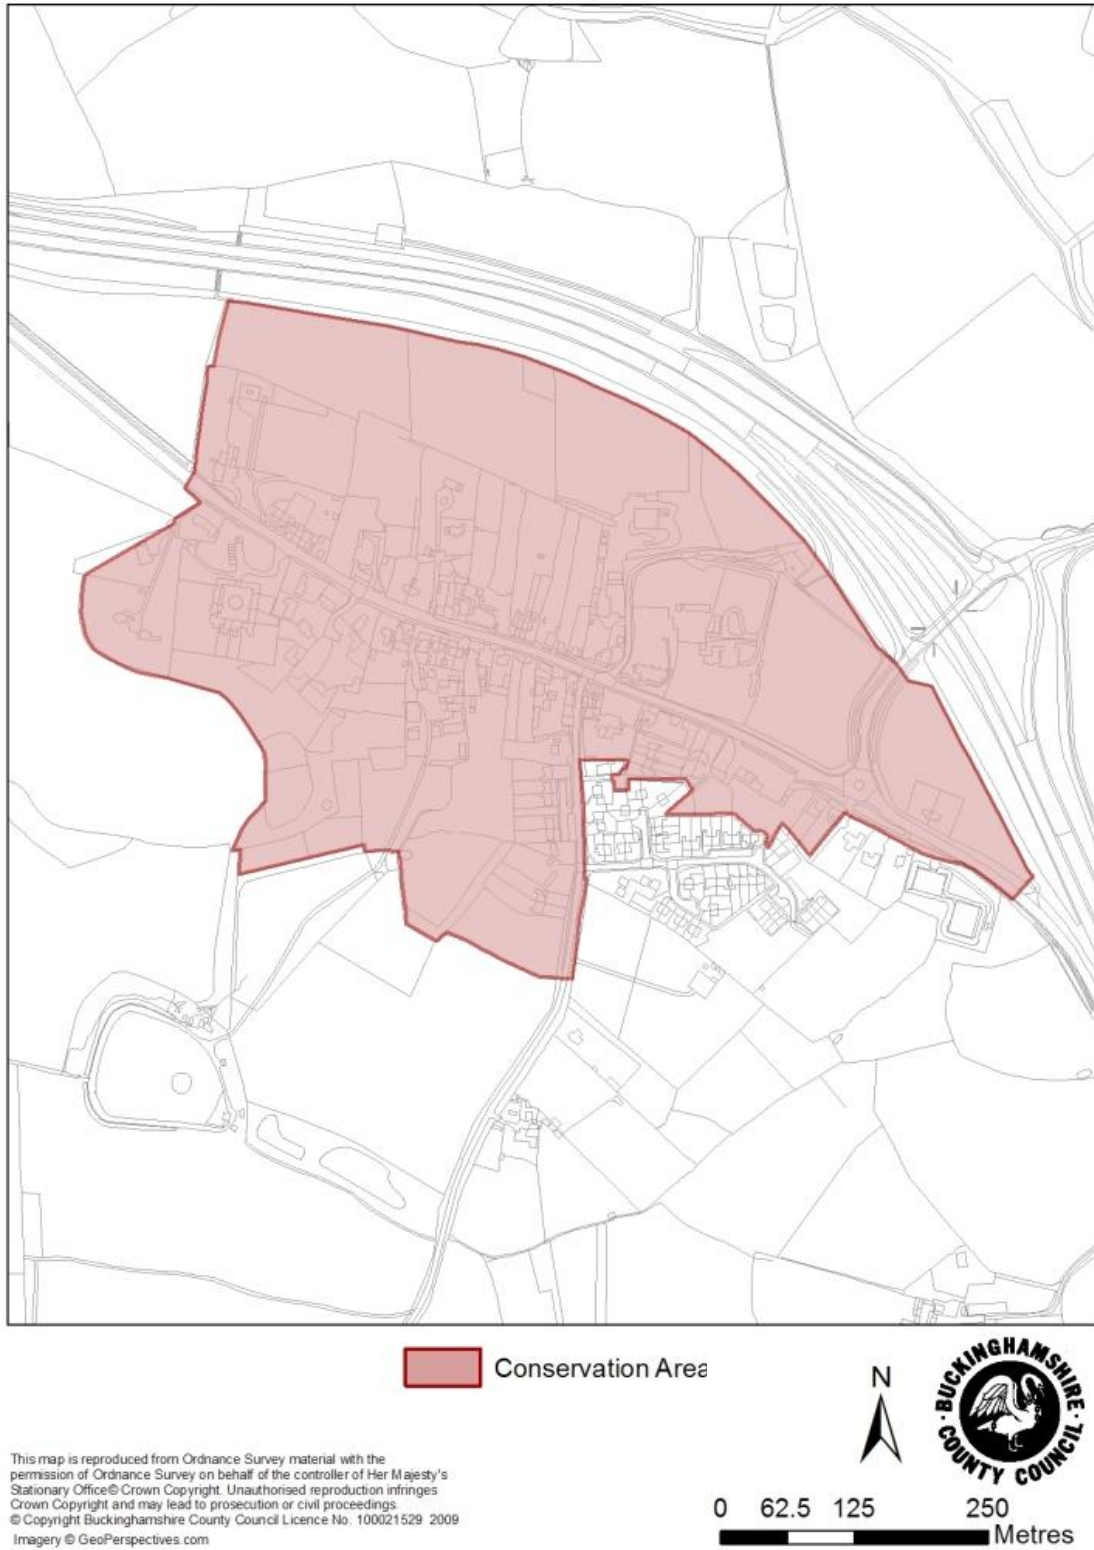 Conservation Area
N
BUCKINGHAMSHIRE
COUNTY COUNCIL
This map is reproduced from Ordnance Survey material with the
permission of Ordnance Survey on behalf of the controller of Her Majesty's
Stationary Office© Crown Copyright. Unauthorised reproduction infringes
Crown Copyright and may lead to prosecution or civil proceedings.
© Copyright Buckinghamshire County Council Licence No. 100021529 2009
Imagery © GeoPerspectives.com
0 62.5 125 250
Metres